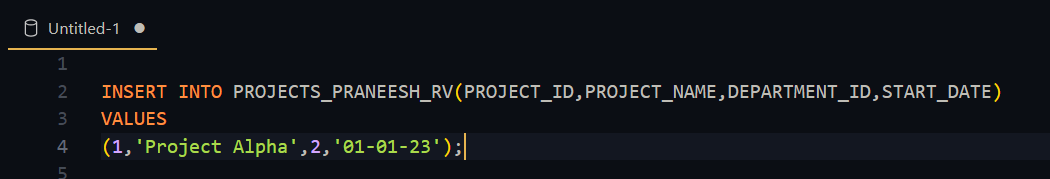 Untitled-1
1
2 INSERT INTO PROJECTS_PRANEESH_RV(PROJECT_ID,PROJECT_NAME,DEPARTMENT_ID,START_DATE)
3 VALUES
4 (1,'Project Alpha',2,'01-01-23');
5